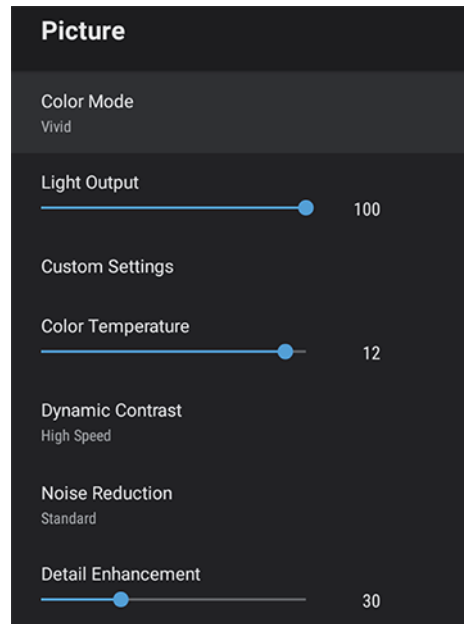 Picture
Color Mode
Vivid
Light Output
100
Custom Settings
Color Temperature
12
Dynamic Contrast
High Speed
Noise Reduction
Standard
Detail Enhancement
30